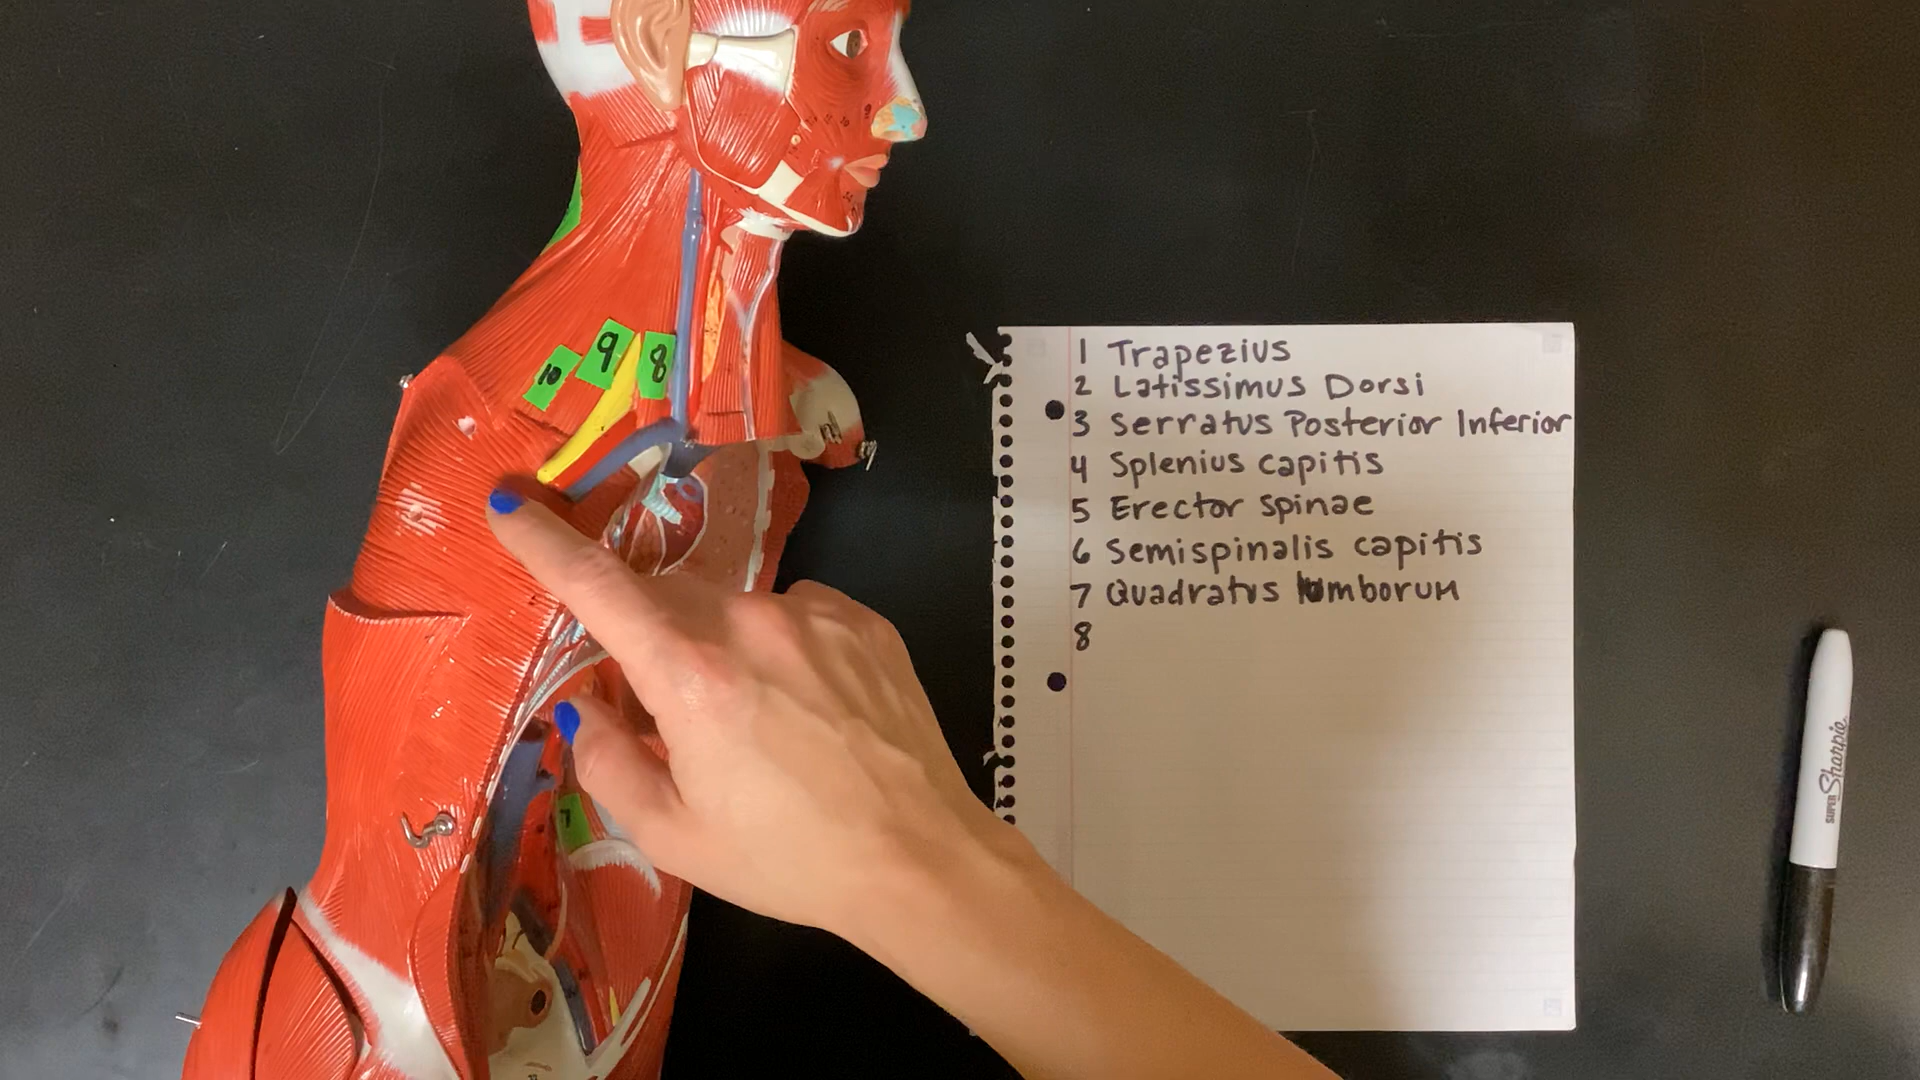 10
9
8
7
1 Trapezius
2 Latissimus Dorsi
3 Serratus Posterior Inferior
4 Splenius capitis
5 Erector spinae
6 Semispinalis capitis
7 Quadratus lumborum
8
SUPER Sharpie